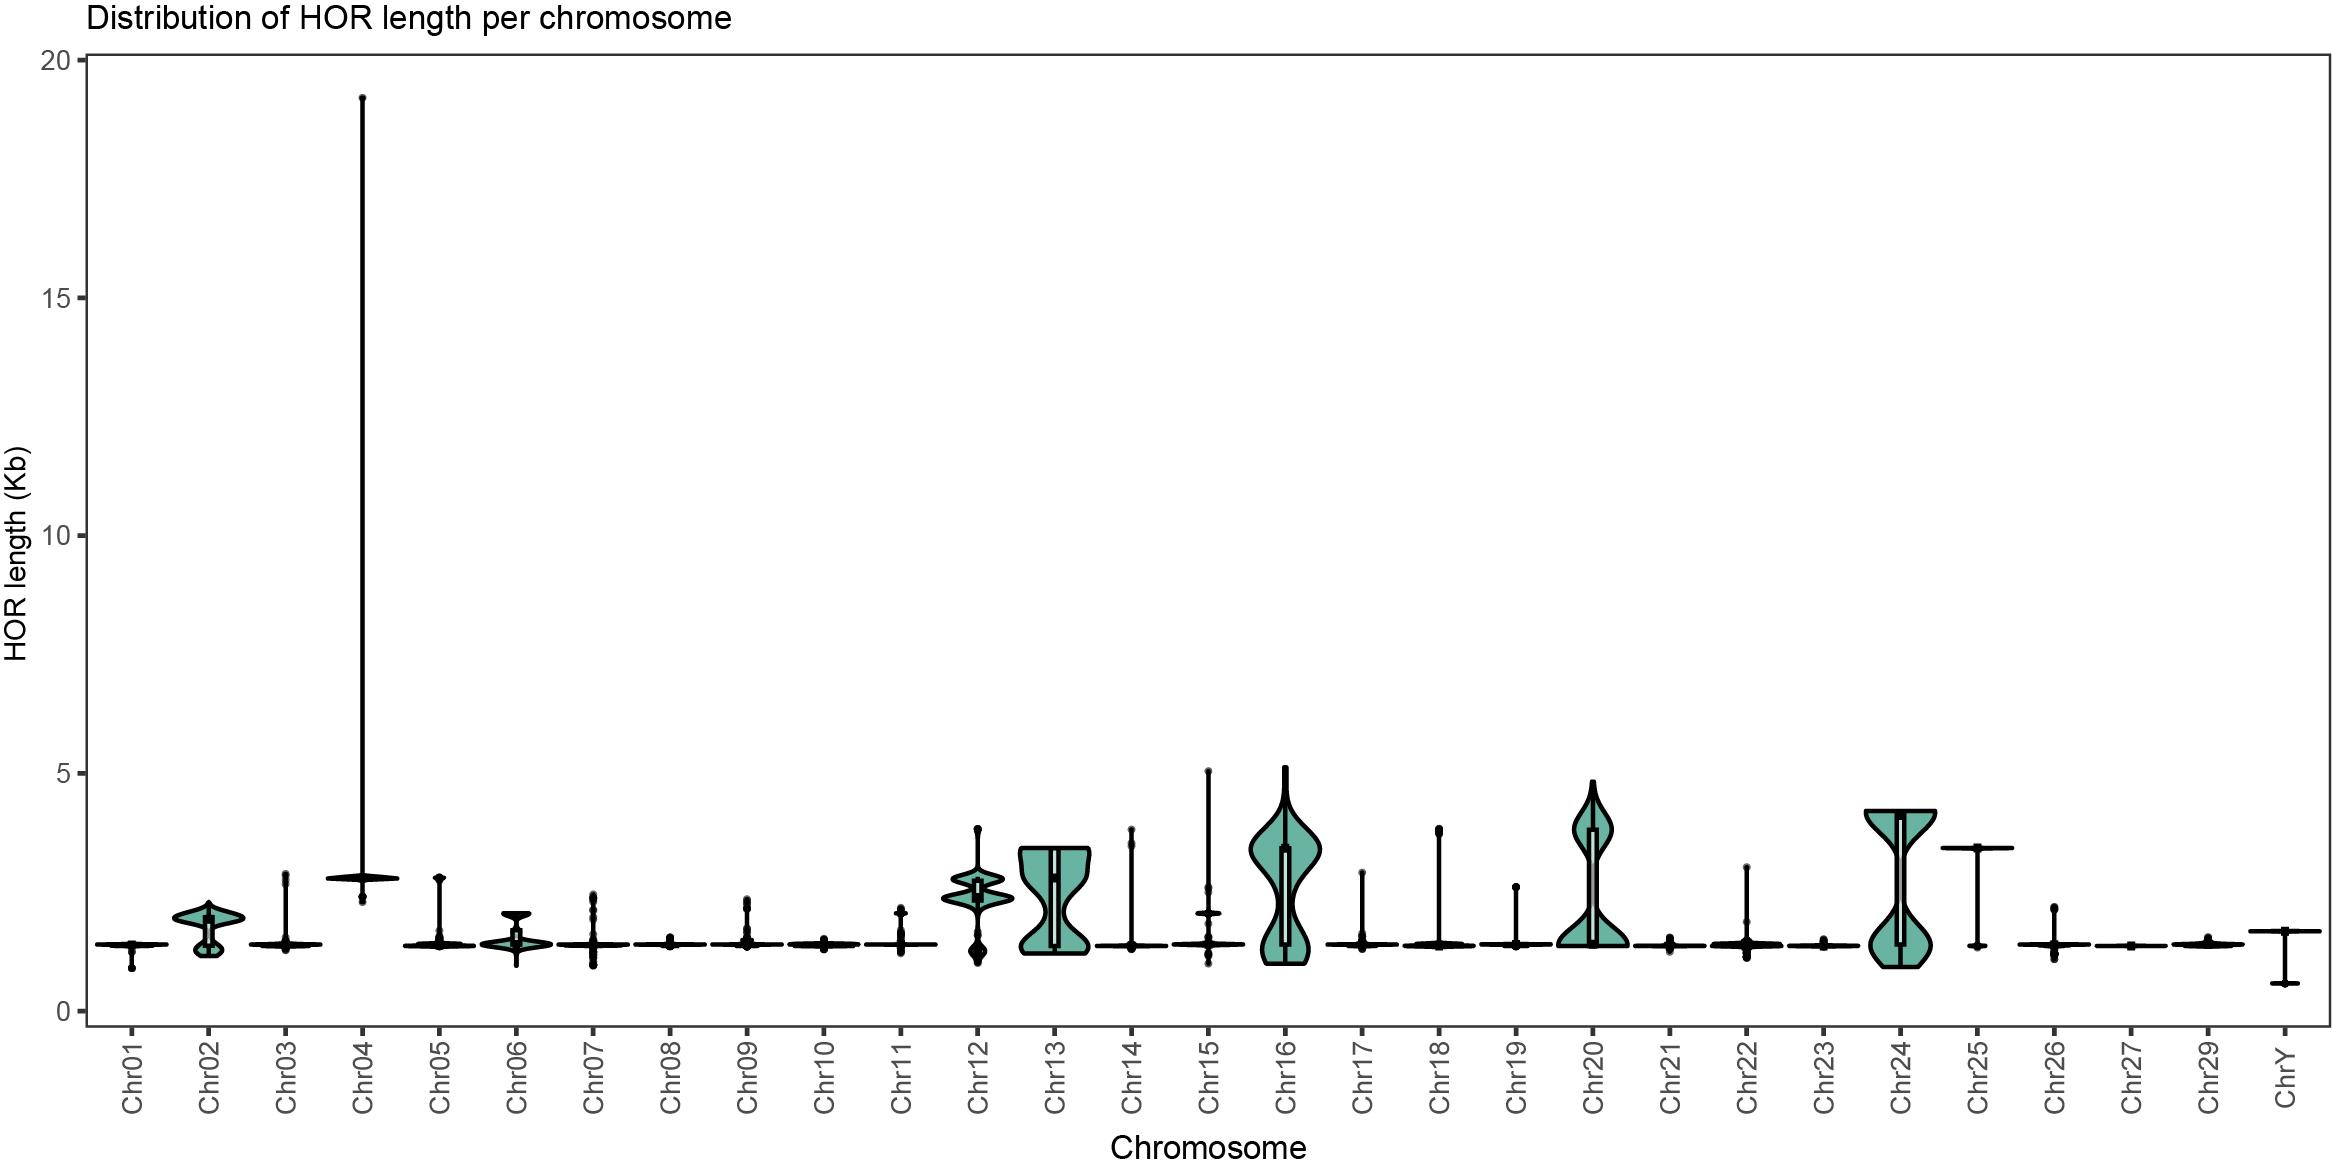 Distribution of HOR length per chromosome
HOR length (Kb)
20
15
10
5
0
Chr01
Chr02
Chr03
Chr04
Chr05
Chr06
Chr07
Chr08
Chr09
Chr10
Chr11
Chr12
Chr13
Chr14
Chr15
Chr16
Chr17
Chr18
Chr19
Chr20
Chr21
Chr22
Chr23
Chr24
Chr25
Chr26
Chr27
Chr29
ChrY
Chromosome